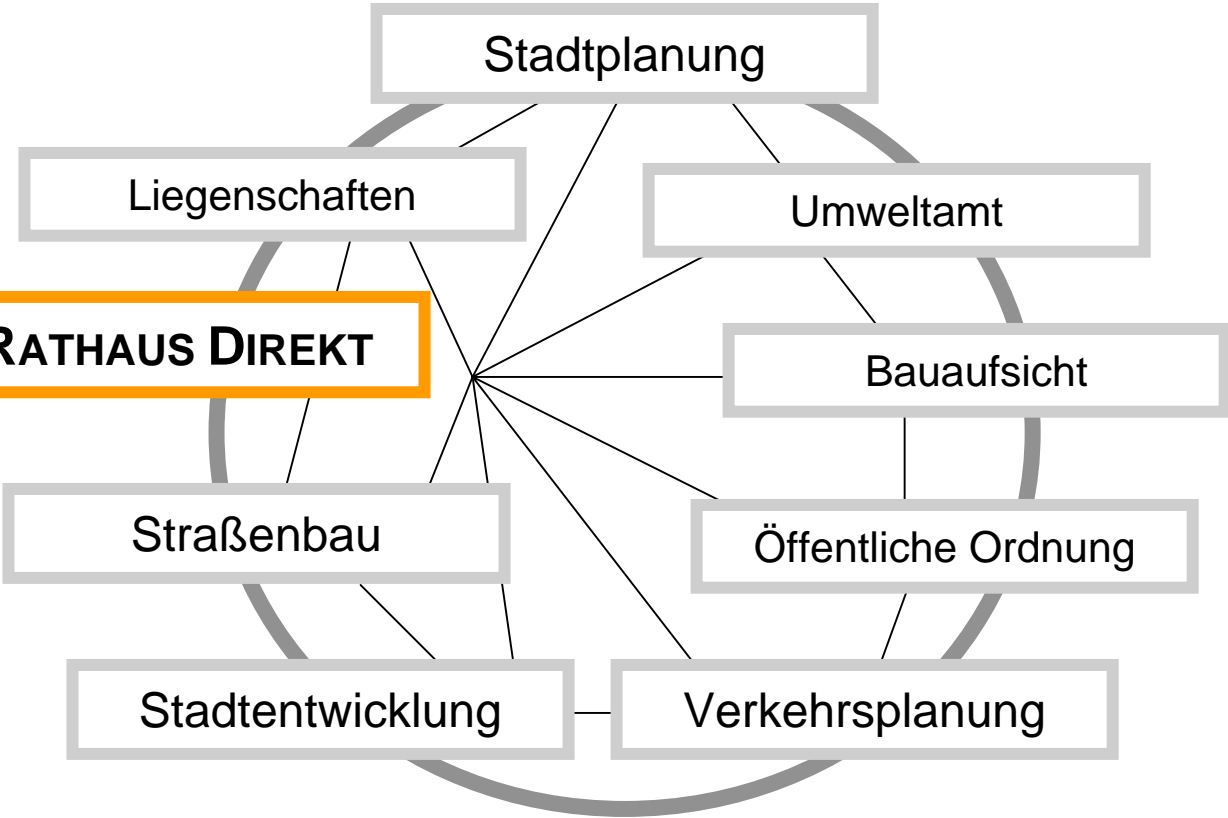 Stadtplanung
Liegenschaften
Umweltamt
RATHAUS DIREKT
Bauaufsicht
Straßenbau
Öffentliche Ordnung
Stadtentwicklung
Verkehrsplanung